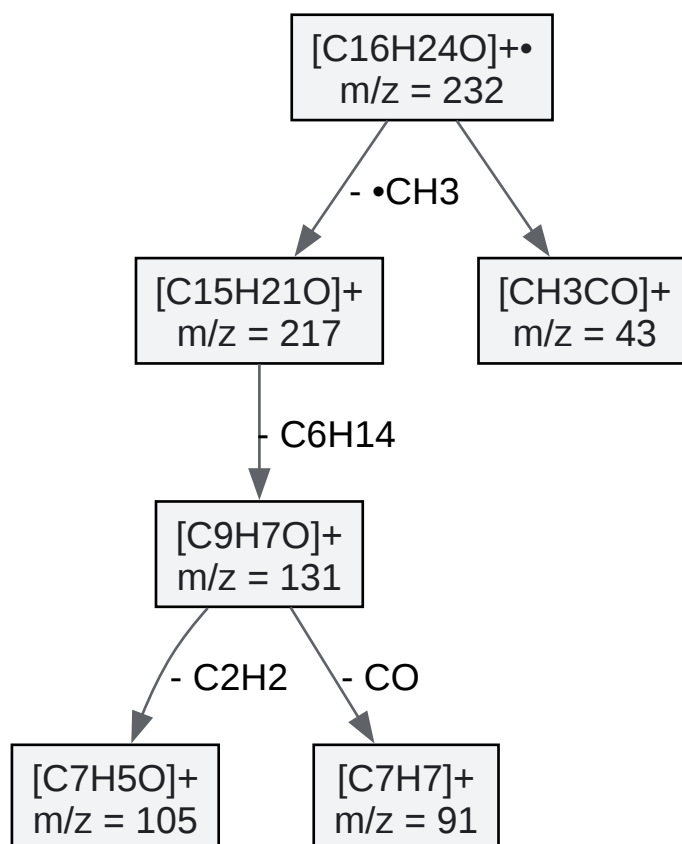 [C16H24O]+•
m/z = 232
- •CH3
[C15H21O]+
m/z = 217
[CH3CO]+
m/z = 43
- C6H14
[C9H7O]+
m/z = 131
- C2H2
- CO
[C7H5O]+
m/z = 105
[C7H7]+
m/z = 91